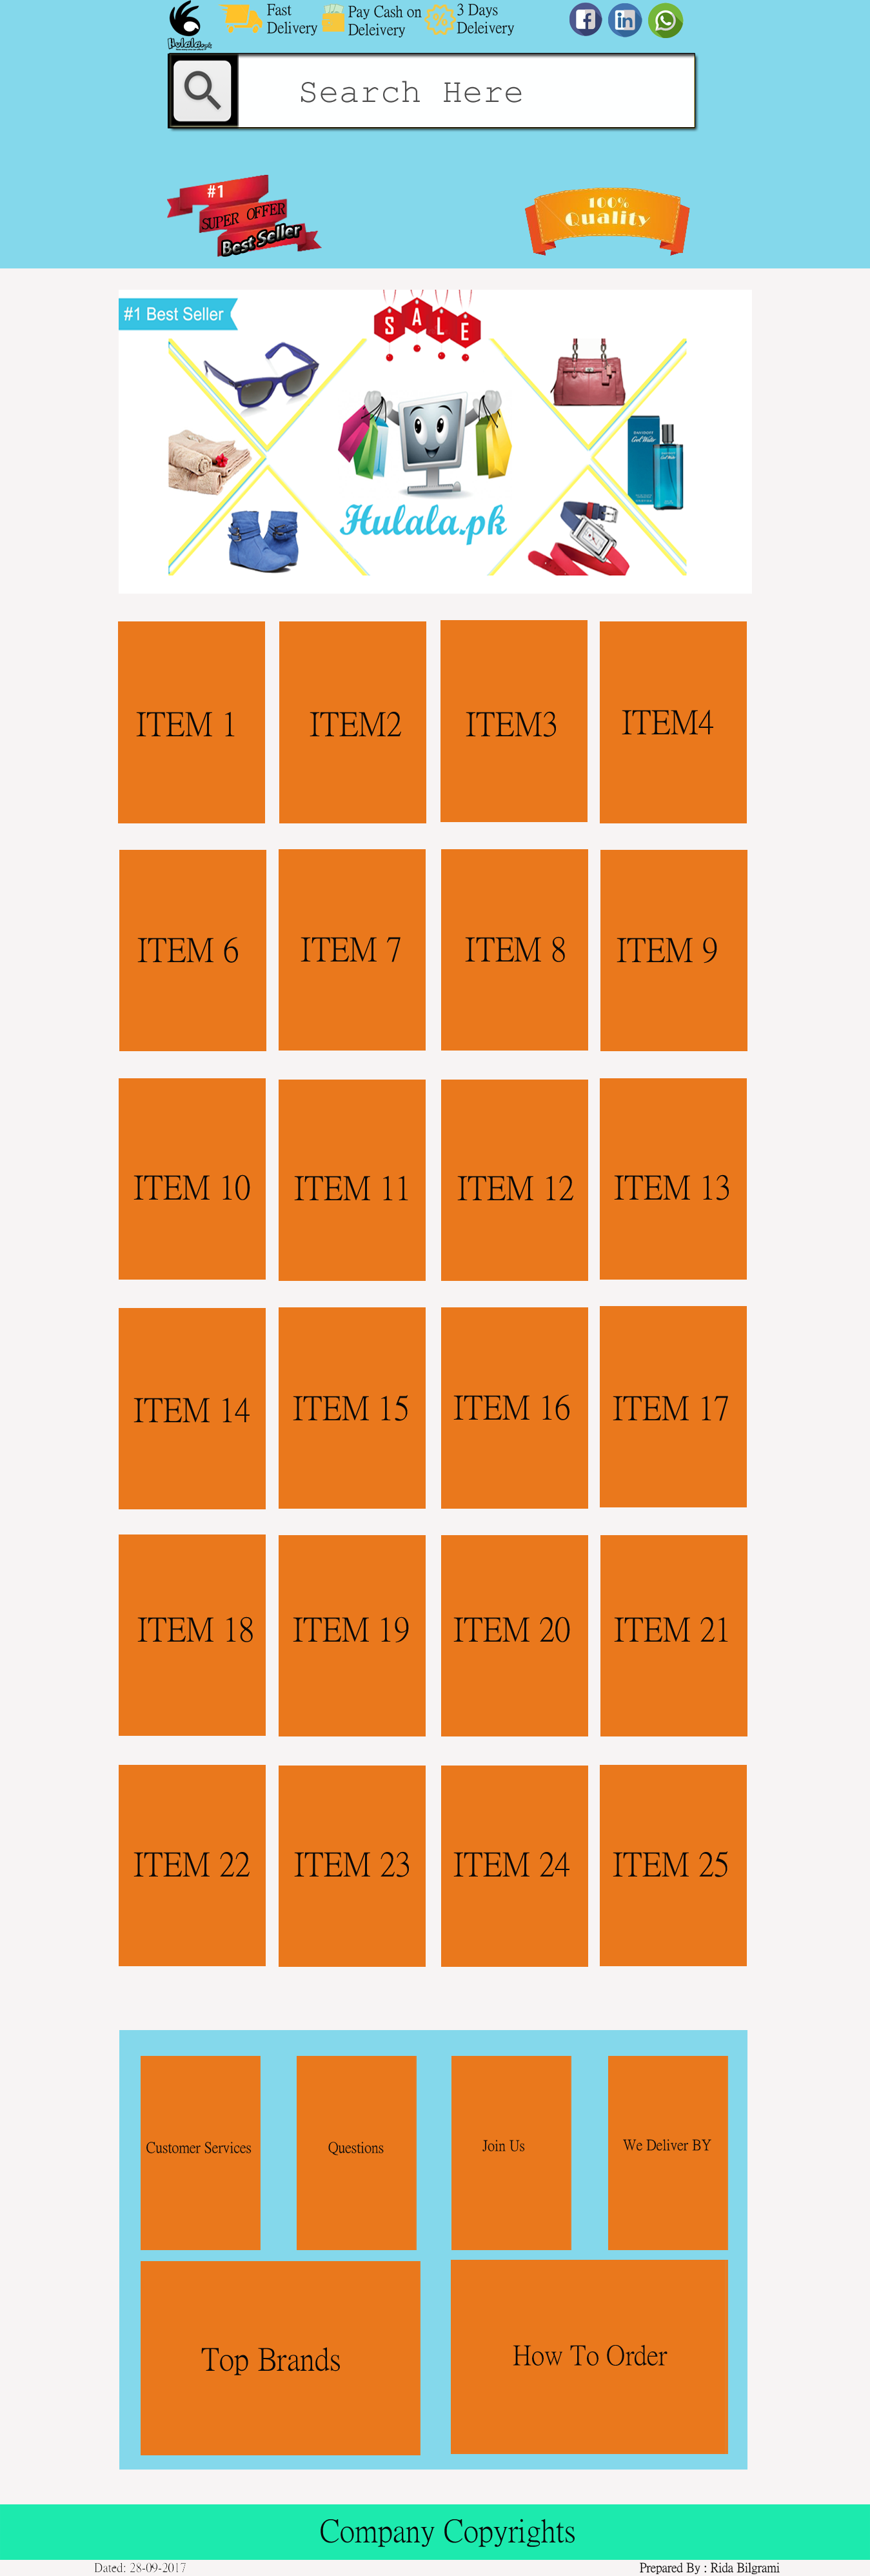 Hulala.pk
Fast
Delivery
Pay Cash on
Deleivery
%
3 Days
Deleivery
f
in
Search Here
#1
SUPER OFFER
Best Seller
100%
Quality
#1 Best Seller
SALE
DAVIDOFF
Cool Water
Hulala.pk
ITEM 1
ITEM2
ITEM3
ITEM4
ITEM 6
ITEM 7
ITEM 8
ITEM 9
ITEM 10
ITEM 11
ITEM 12
ITEM 13
ITEM 14
ITEM 15
ITEM 16
ITEM 17
ITEM 18
ITEM 19
ITEM 20
ITEM 21
ITEM 22
ITEM 23
ITEM 24
ITEM 25
Customer Services
Questions
Join Us
We Deliver BY
Top Brands
How To Order
Company Copyrights
Dated: 28-09-2017
Prepared By : Rida Bilgrami